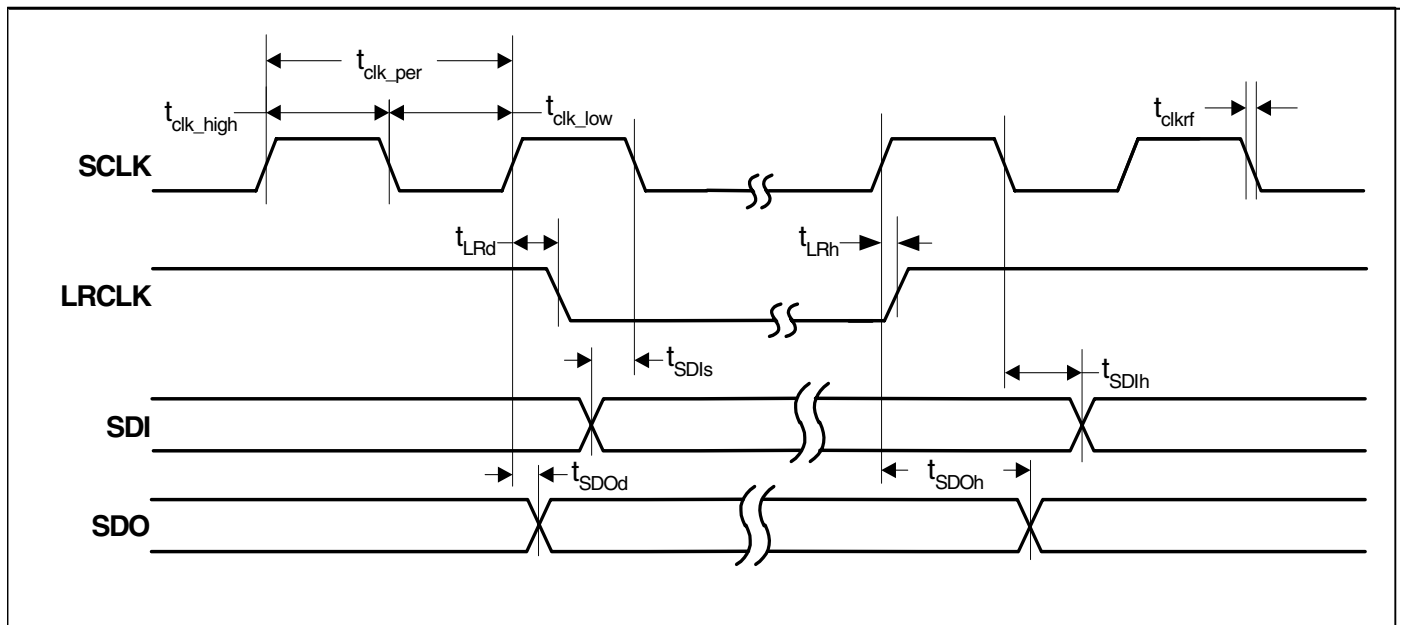 t_clk_per
t_clk_high
t_clk_low
t_clkrf
SCLK
t_LRd
t_LRh
LRCLK
t_SDIs
t_SDIh
SDI
t_SDOd
t_SDOh
SDO